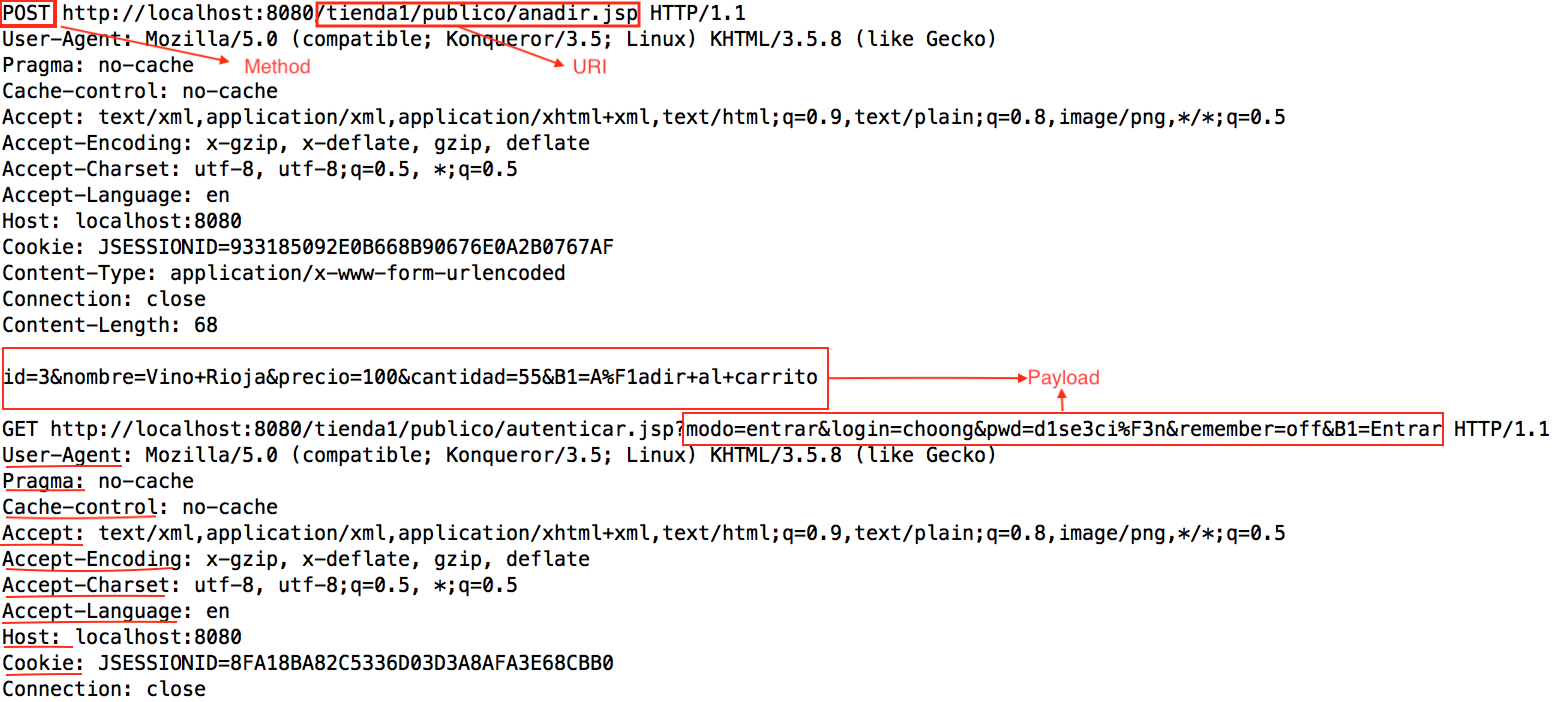 POST http://localhost:8080/tienda1/publico/anadir.jsp HTTP/1.1
User-Agent: Mozilla/5.0 (compatible; Konqueror/3.5; Linux) KHTML/3.5.8 (like Gecko)
Pragma: no-cache
Method
URI
Cache-control: no-cache
Accept: text/xml,application/xml,application/xhtml+xml,text/html;q=0.9,text/plain;q=0.8,image/png,*/*;q=0.5
Accept-Encoding: x-gzip, x-deflate, gzip, deflate
Accept-Charset: utf-8, utf-8;q=0.5, *;q=0.5
Accept-Language: en
Host: localhost:8080
Cookie: JSESSIONID=933185092E0B668B90676E0A2B0767AF
Content-Type: application/x-www-form-urlencoded
Connection: close
Content-Length: 68
id=3&nombre=Vino+Rioja&precio=100&cantidad=55&B1=A%F1adir+al+carrito
Payload
GET http://localhost:8080/tienda1/publico/autenticar.jsp?modo=entrar&login=choong&pwd=d1se3ci%F3n&remember=off&B1=Entrar HTTP/1.1
User-Agent: Mozilla/5.0 (compatible; Konqueror/3.5; Linux) KHTML/3.5.8 (like Gecko)
Pragma: no-cache
Cache-control: no-cache
Accept: text/xml,application/xml,application/xhtml+xml,text/html;q=0.9,text/plain;q=0.8,image/png,*/*;q=0.5
Accept-Encoding: x-gzip, x-deflate, gzip, deflate
Accept-Charset: utf-8, utf-8;q=0.5, *;q=0.5
Accept-Language: en
Host: localhost:8080
Cookie: JSESSIONID=8FA18BA82C5336D03D3A8AFA3E68CBB0
Connection: close